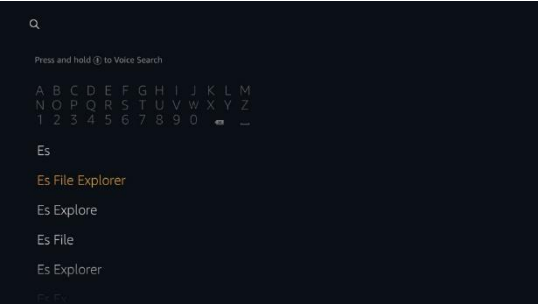 Press and hold to Voice Search
A B C D E F G H I J K L M
N O P Q R S T U V W X Y Z
1 2 3 4 5 6 7 8 9 0
Es
Es File Explorer
Es Explore
Es File
Es Explorer